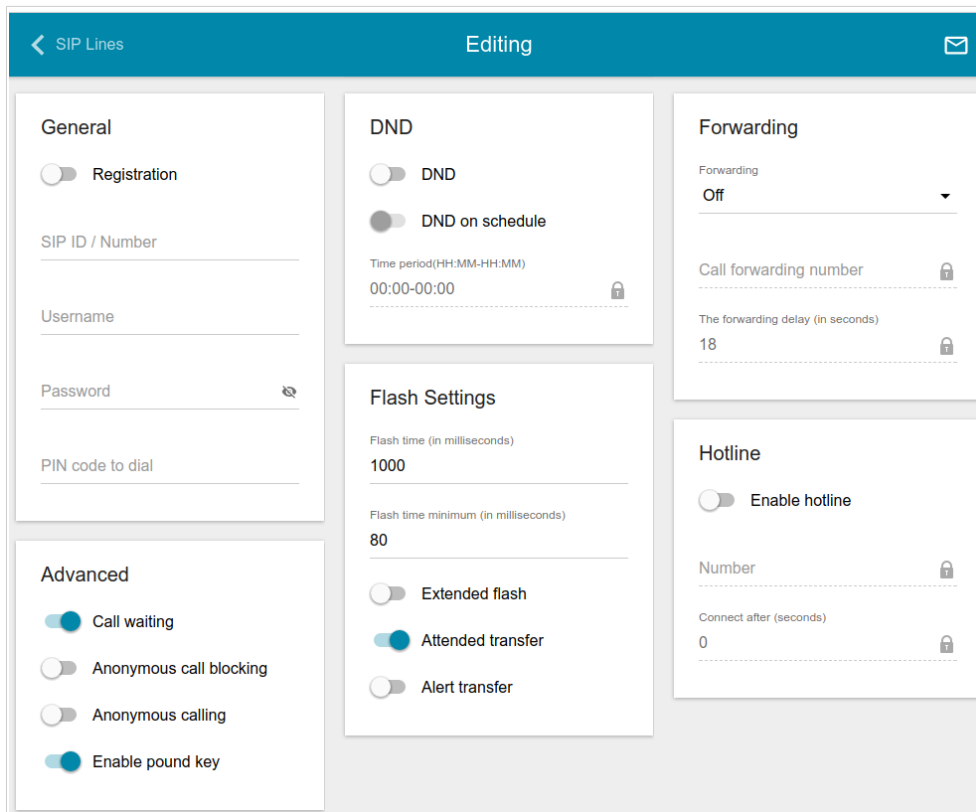 SIP Lines
Editing
General
Registration
SIP ID / Number
Username
Password
PIN code to dial
Advanced
Call waiting
Anonymous call blocking
Anonymous calling
Enable pound key
DND
DND
DND on schedule
Time period(HH:MM-HH:MM)
00:00-00:00
Flash Settings
Flash time (in milliseconds)
1000
Flash time minimum (in milliseconds)
80
Extended flash
Attended transfer
Alert transfer
Forwarding
Forwarding
Off
Call forwarding number
The forwarding delay (in seconds)
18
Hotline
Enable hotline
Number
Connect after (seconds)
0